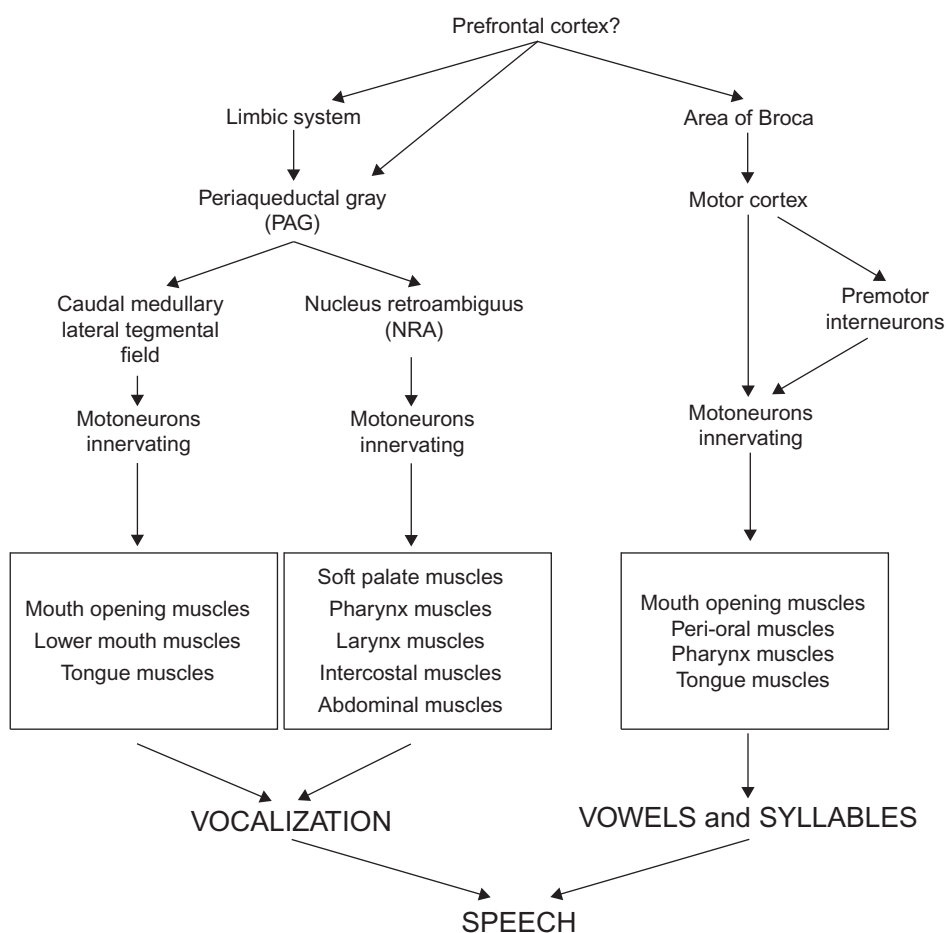 Prefrontal cortex?
Limbic system
Area of Broca
Periaqueductal gray
(PAG)
Motor cortex
Caudal medullary
lateral tegmental
field
Nucleus retroambiguus
(NRA)
Premotor
interneurons
Motoneurons
innervating
Motoneurons
innervating
Motoneurons
innervating
Mouth opening muscles
Lower mouth muscles
Tongue muscles
Soft palate muscles
Pharynx muscles
Larynx muscles
Intercostal muscles
Abdominal muscles
Mouth opening muscles
Peri-oral muscles
Pharynx muscles
Tongue muscles
VOCALIZATION
VOWELS and SYLLABLES
SPEECH